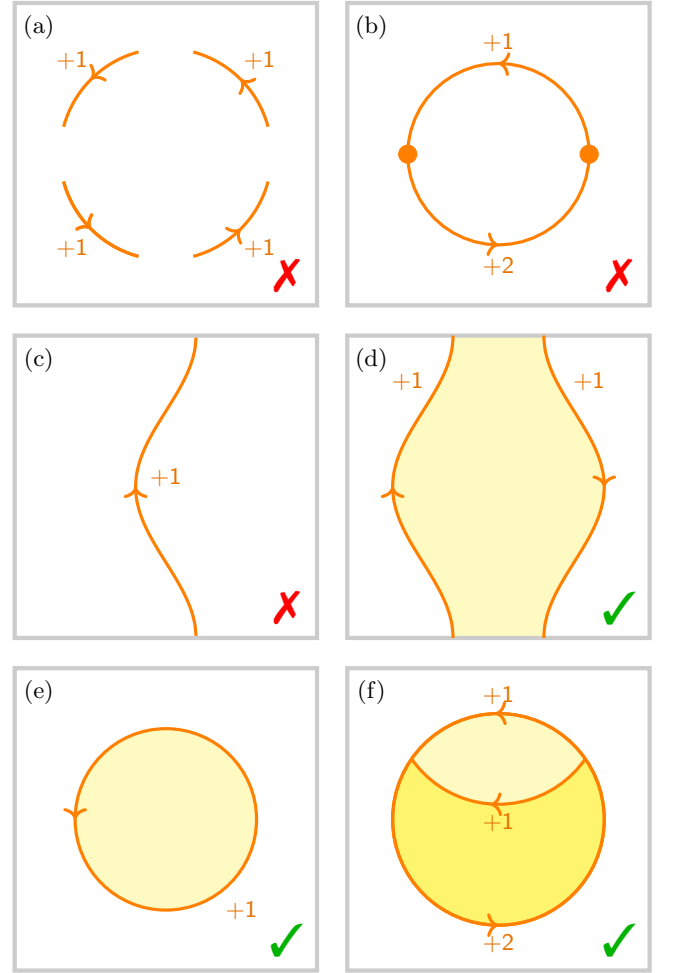 (a)
+1 +1
+1 +1
✗
(b)
+1
+2
✗
(c)
+1
✗
(d)
+1 +1
✓
(e)
+1
✓
(f)
+1
+1
+2
✓